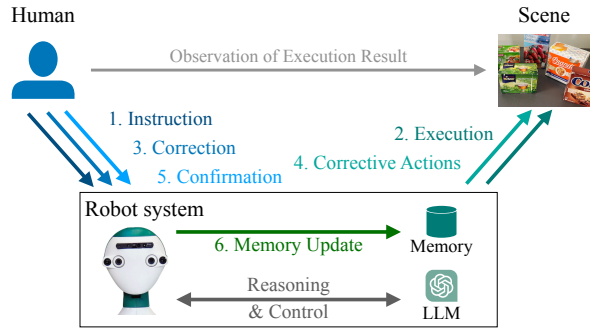 Human
Scene
Observation of Execution Result
1. Instruction
2. Execution
3. Correction
4. Corrective Actions
5. Confirmation
Robot system
6. Memory Update
Memory
Reasoning
& Control
LLM